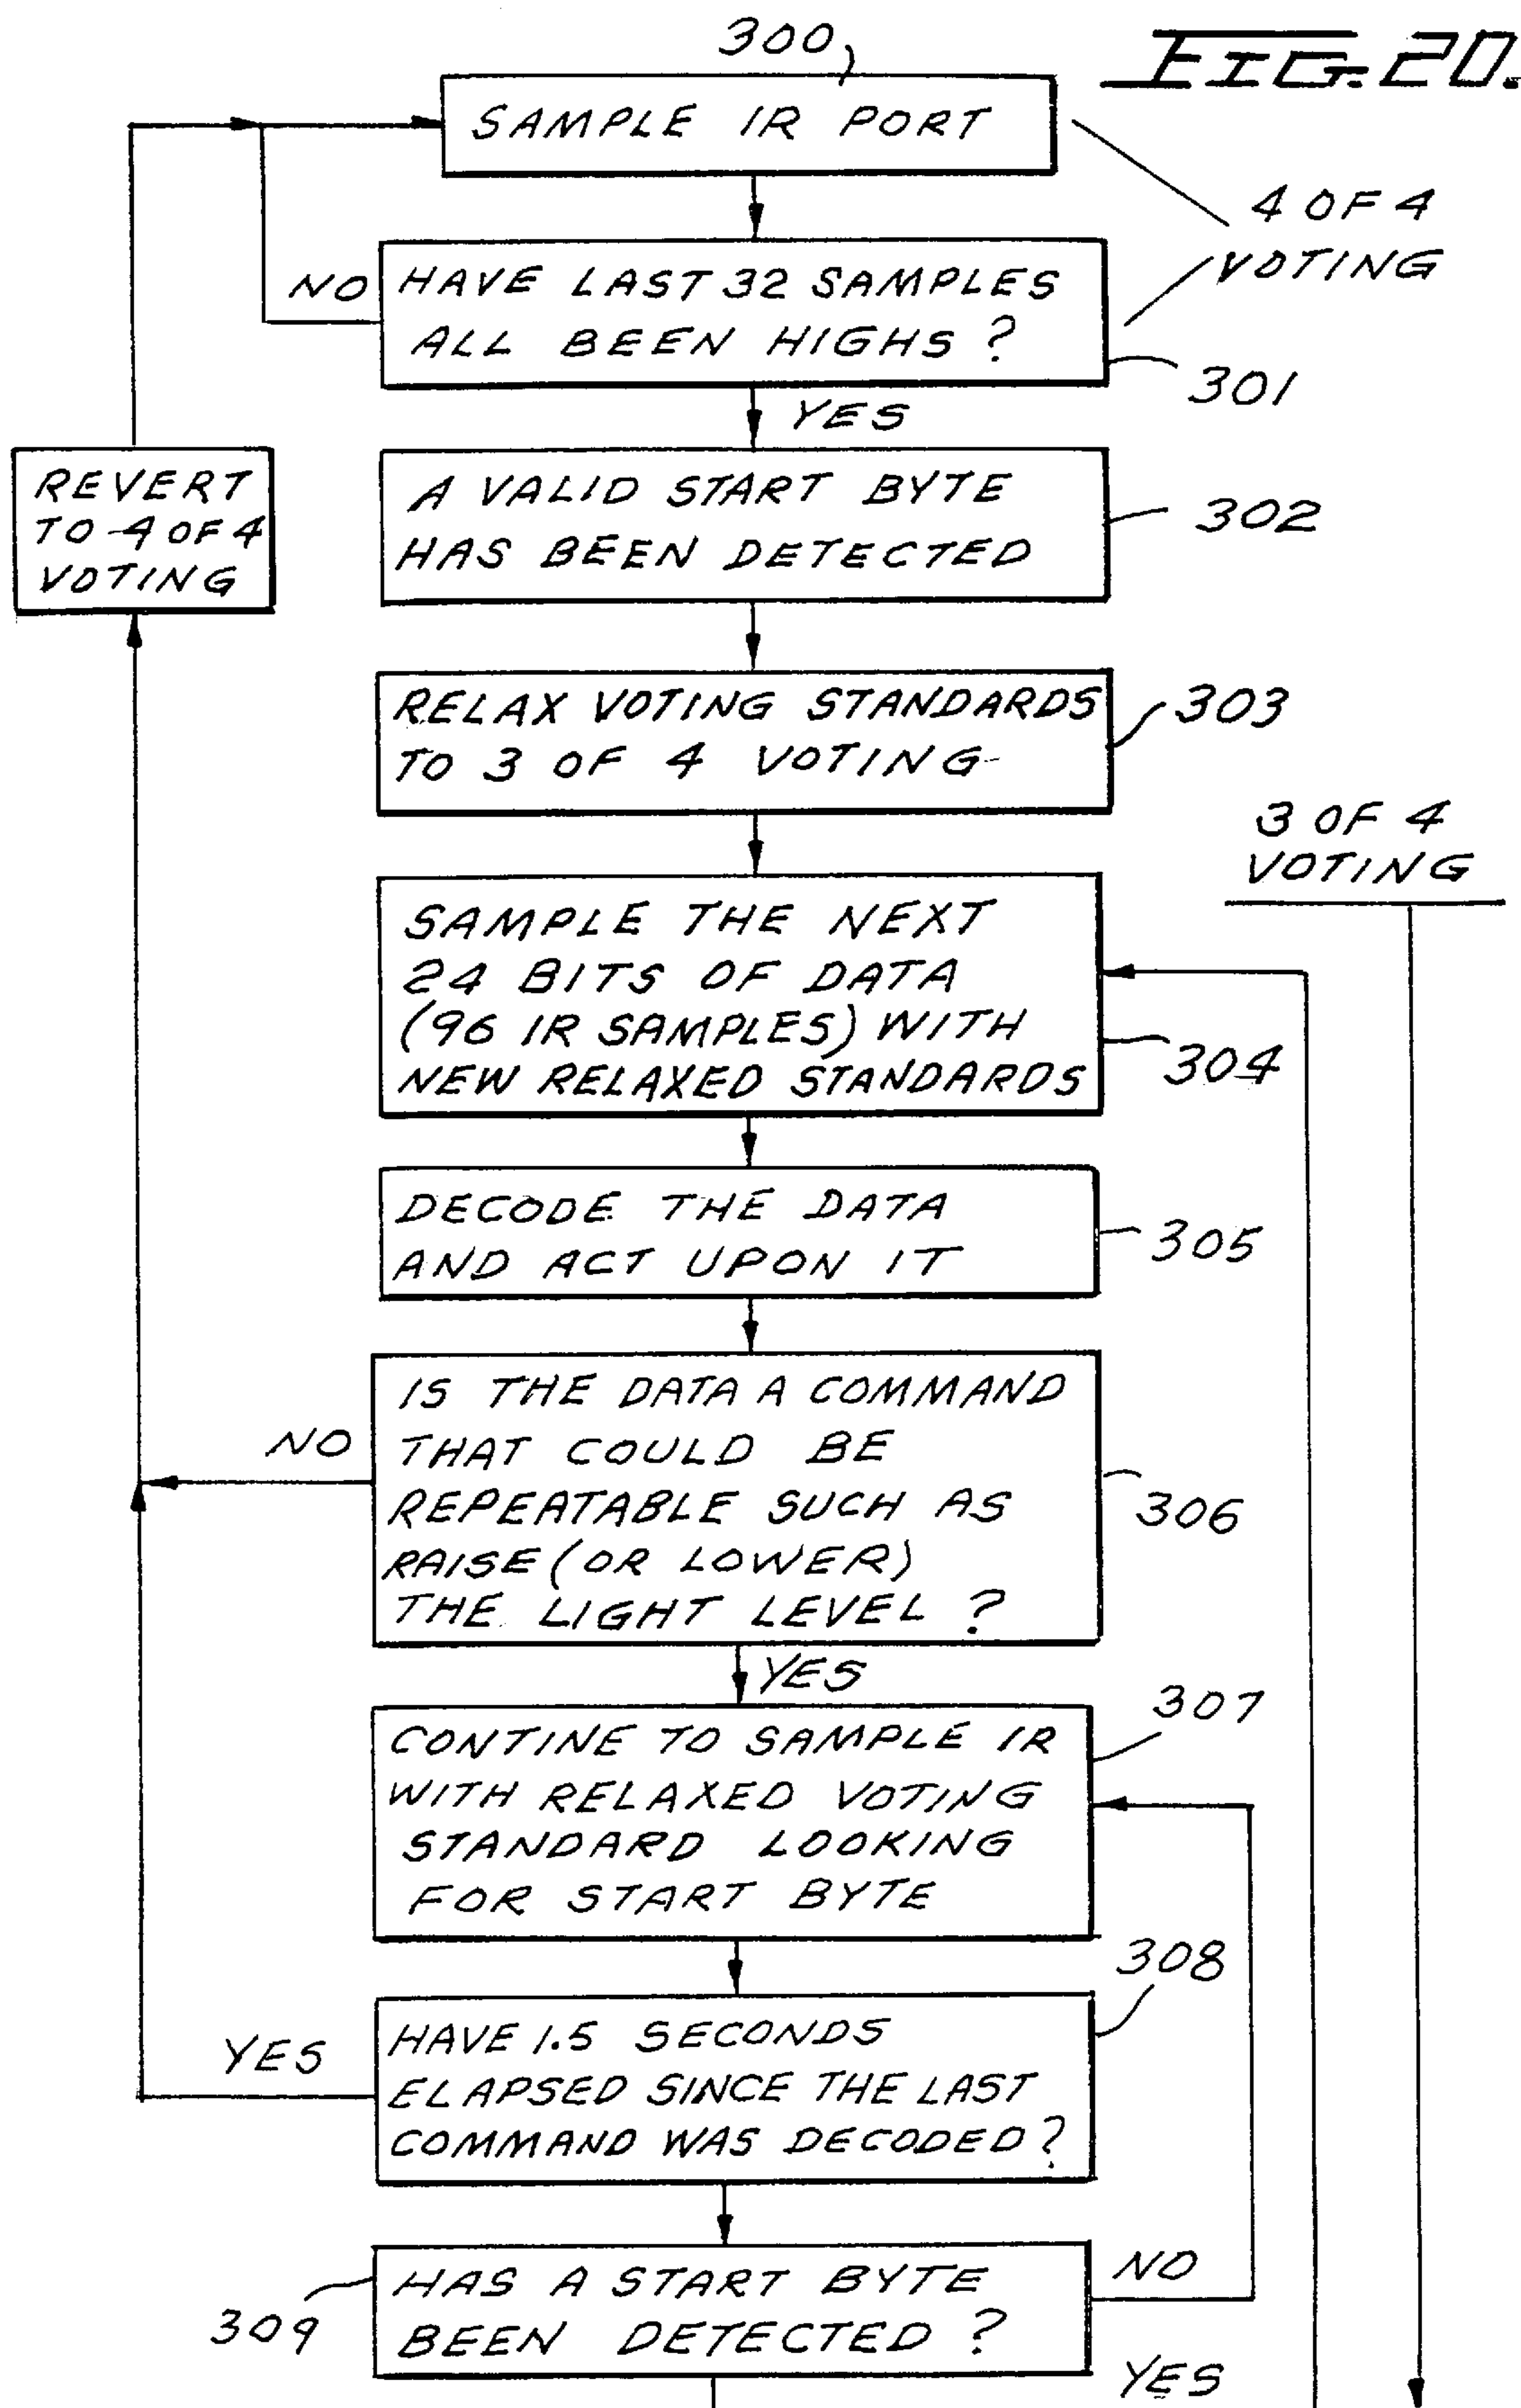 300
FIG. 20.
SAMPLE IR PORT
4 OF 4
VOTING
NO
HAVE LAST 32 SAMPLES
ALL BEEN HIGHS ?
301
YES
REVERT
TO 4 OF 4
VOTING
A VALID START BYTE
HAS BEEN DETECTED
302
RELAX VOTING STANDARDS
TO 3 OF 4 VOTING
303
3 OF 4
VOTING
SAMPLE THE NEXT
24 BITS OF DATA
(96 IR SAMPLES) WITH
NEW RELAXED STANDARDS
304
DECODE THE DATA
AND ACT UPON IT
305
NO
IS THE DATA A COMMAND
THAT COULD BE
REPEATABLE SUCH AS
RAISE (OR LOWER)
THE LIGHT LEVEL ?
306
YES
307
CONTINE TO SAMPLE IR
WITH RELAXED VOTING
STANDARD LOOKING
FOR START BYTE
308
YES
HAVE 1.5 SECONDS
ELAPSED SINCE THE LAST
COMMAND WAS DECODED ?
309
HAS A START BYTE
BEEN DETECTED ?
NO
YES